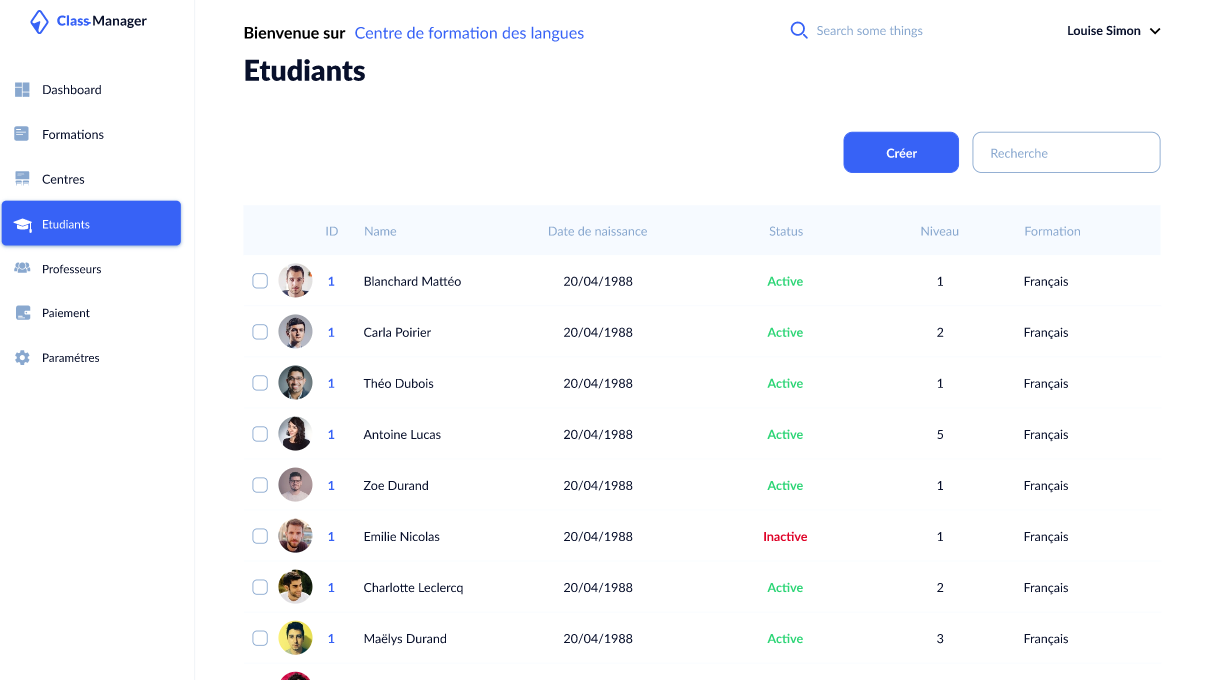 Class-Manager
Bienvenue sur Centre de formation des langues
Search some things
Louise Simon
Etudiants
Dashboard
Formations
Centres
Etudiants
Professeurs
Paiement
Paramétres
Créer
Recherche
ID Name Date de naissance Status Niveau Formation
1 Blanchard Mattéo 20/04/1988 Active 1 Français
1 Carla Poirier 20/04/1988 Active 2 Français
1 Théo Dubois 20/04/1988 Active 1 Français
1 Antoine Lucas 20/04/1988 Active 5 Français
1 Zoe Durand 20/04/1988 Active 1 Français
1 Emilie Nicolas 20/04/1988 Inactive 1 Français
1 Charlotte Leclercq 20/04/1988 Active 2 Français
1 Maëlys Durand 20/04/1988 Active 3 Français